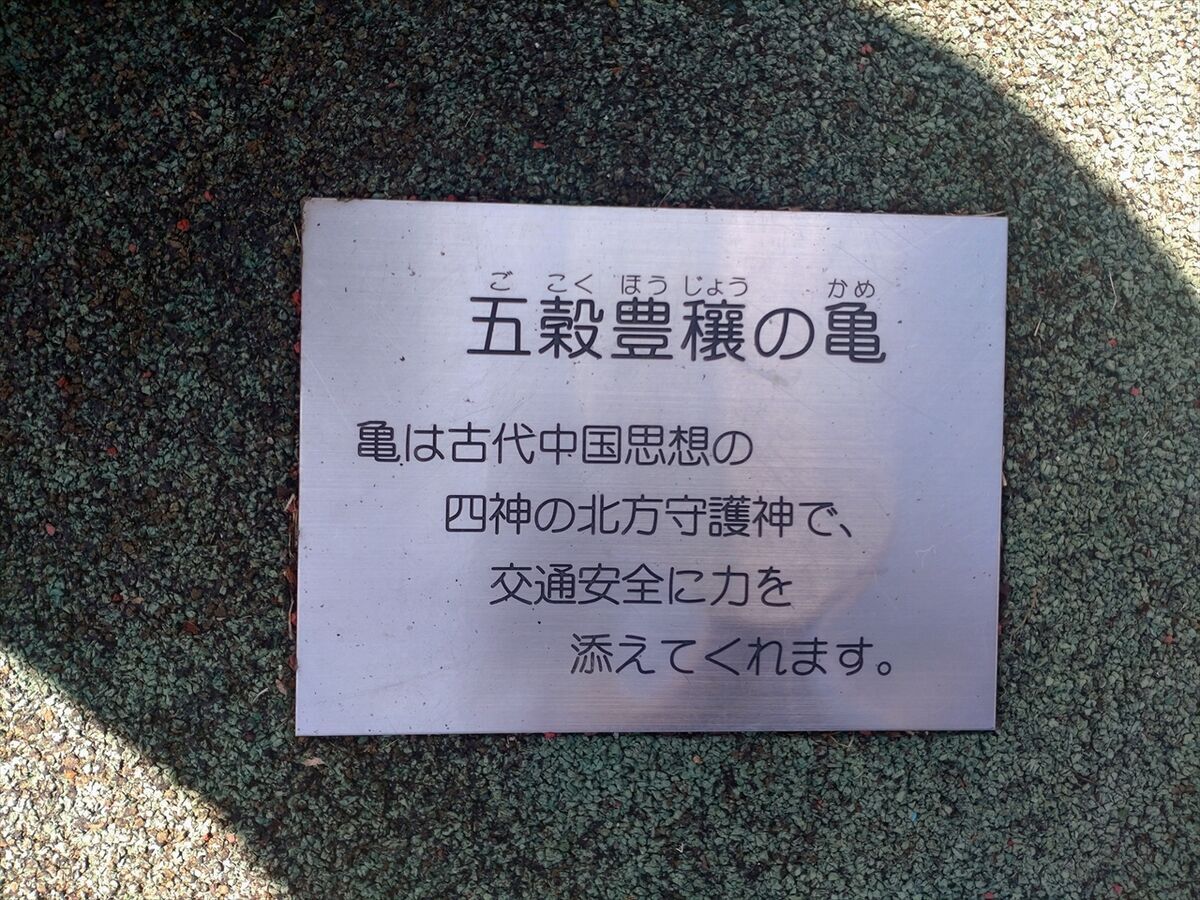 ご こく ほう じょう かめ
五穀豊穣の亀
亀は古代中国思想の
四神の北方守護神で、
交通安全に力を
添えてくれます。